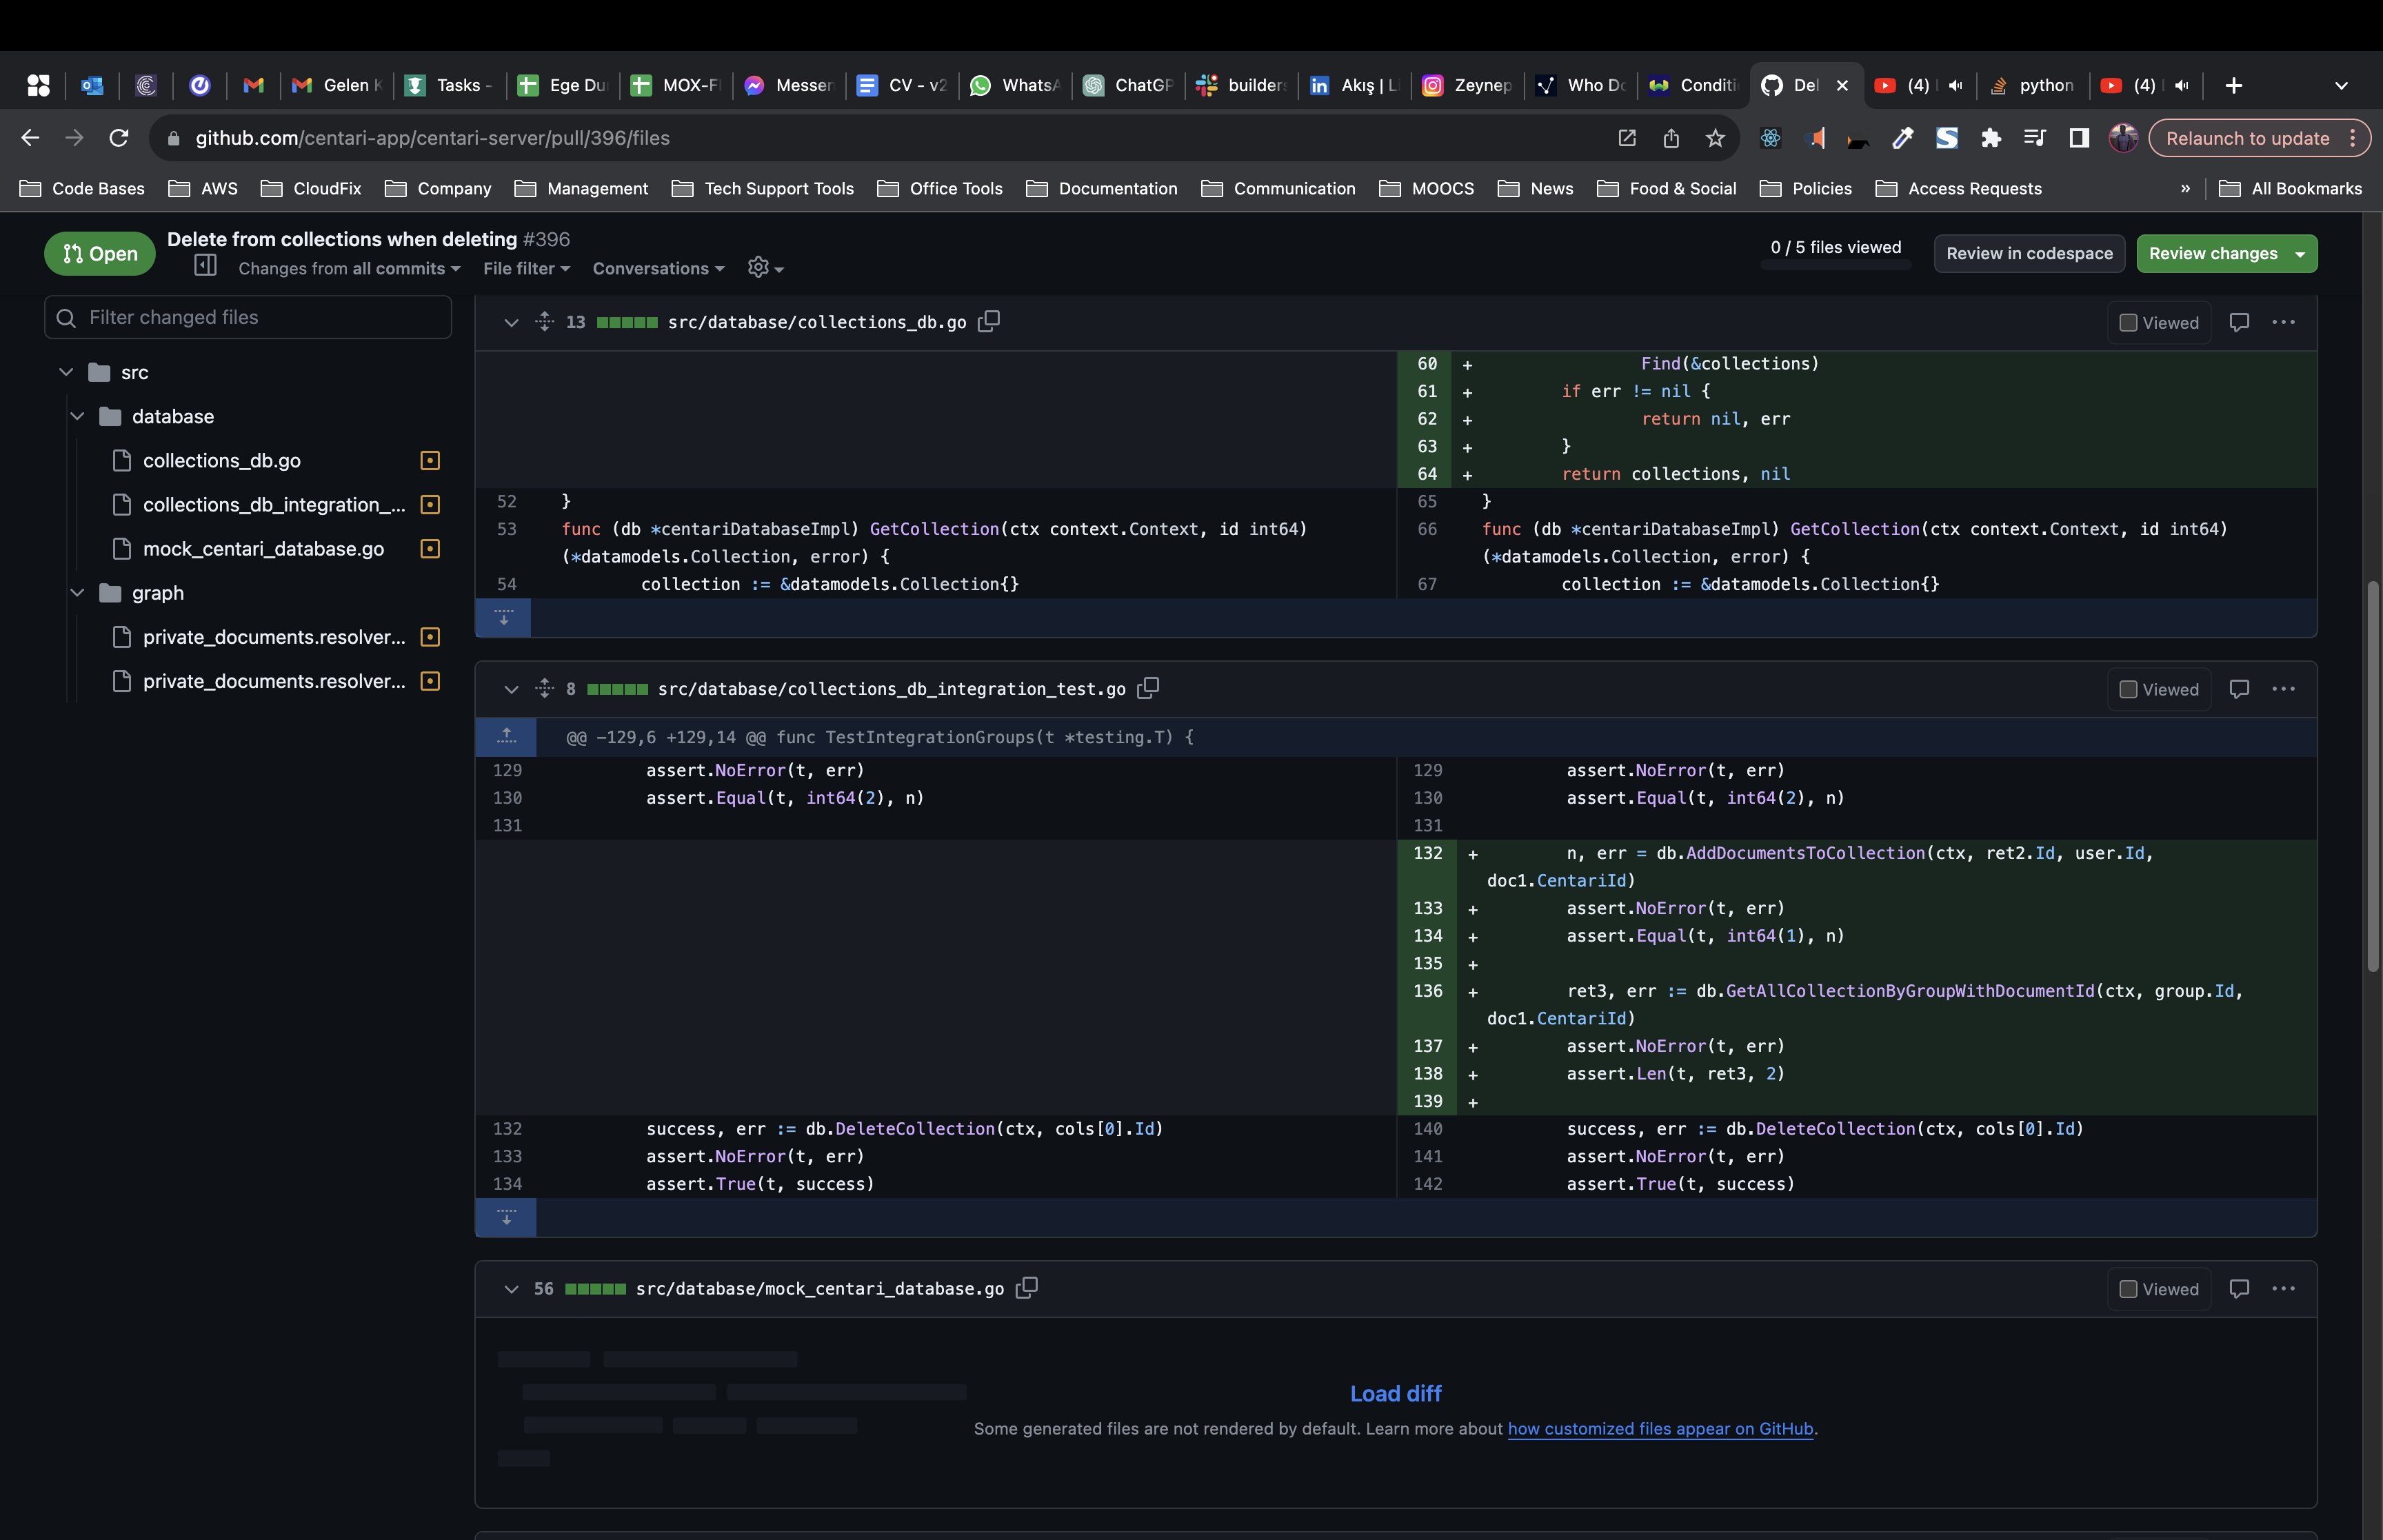 Gelen K
Tasks -
Ege Du
MOX-F
Messen
CV - v2
WhatsA
ChatGP
builder
Akış | L
Zeynep
Who Do
Conditi
Del
(4)
python
(4)
github.com/centari-app/centari-server/pull/396/files
Relaunch to update
Code Bases
AWS
CloudFix
Company
Management
Tech Support Tools
Office Tools
Documentation
Communication
MOOCS
News
Food & Social
Policies
Access Requests
»
All Bookmarks
Open
Delete from collections when deleting #396
Changes from all commits
File filter
Conversations
0 / 5 files viewed
Review in codespace
Review changes
Filter changed files
src
database
collections_db.go
collections_db_integration_...
mock_centari_database.go
graph
private_documents.resolver...
private_documents.resolver...
13 src/database/collections_db.go
Viewed
60 + Find(&collections)
61 + if err != nil {
62 + return nil, err
63 + }
64 + return collections, nil
52 }
53 func (db *centariDatabaseImpl) GetCollection(ctx context.Context, id int64)
(*datamodels.Collection, error) {
54 collection := &datamodels.Collection{}
65 }
66 func (db *centariDatabaseImpl) GetCollection(ctx context.Context, id int64)
(*datamodels.Collection, error) {
67 collection := &datamodels.Collection{}
8 src/database/collections_db_integration_test.go
Viewed
@@ -129,6 +129,14 @@ func TestIntegrationGroups(t *testing.T) {
129 assert.NoError(t, err)
130 assert.Equal(t, int64(2), n)
131
129 assert.NoError(t, err)
130 assert.Equal(t, int64(2), n)
131
132 + n, err = db.AddDocumentsToCollection(ctx, ret2.Id, user.Id,
doc1.CentariId)
133 + assert.NoError(t, err)
134 + assert.Equal(t, int64(1), n)
135 +
136 + ret3, err := db.GetAllCollectionByGroupWithDocumentId(ctx, group.Id,
doc1.CentariId)
137 + assert.NoError(t, err)
138 + assert.Len(t, ret3, 2)
139 +
132 success, err := db.DeleteCollection(ctx, cols[0].Id)
133 assert.NoError(t, err)
134 assert.True(t, success)
140 success, err := db.DeleteCollection(ctx, cols[0].Id)
141 assert.NoError(t, err)
142 assert.True(t, success)
56 src/database/mock_centari_database.go
Viewed
Load diff
Some generated files are not rendered by default. Learn more about how customized files appear on GitHub.